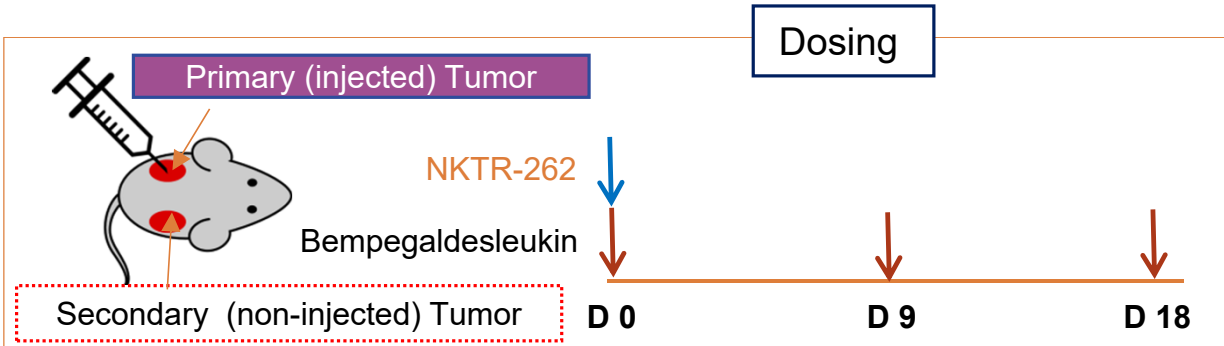 Dosing
Primary (injected) Tumor
NKTR-262
Bempegaldesleukin
Secondary (non-injected) Tumor
D 0
D 9
D 18